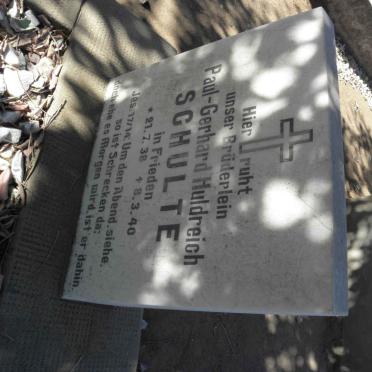 Hier ruht
unser Brüderlein
Paul-Gerhard Huldreich
SCHULTE
in Frieden
* 21.7.38 + 8.3.40
Jes. 17/14 Um den Abend, siehe,
so ist Schrecken da:
ehe es Morgen wird, ist er dahin.